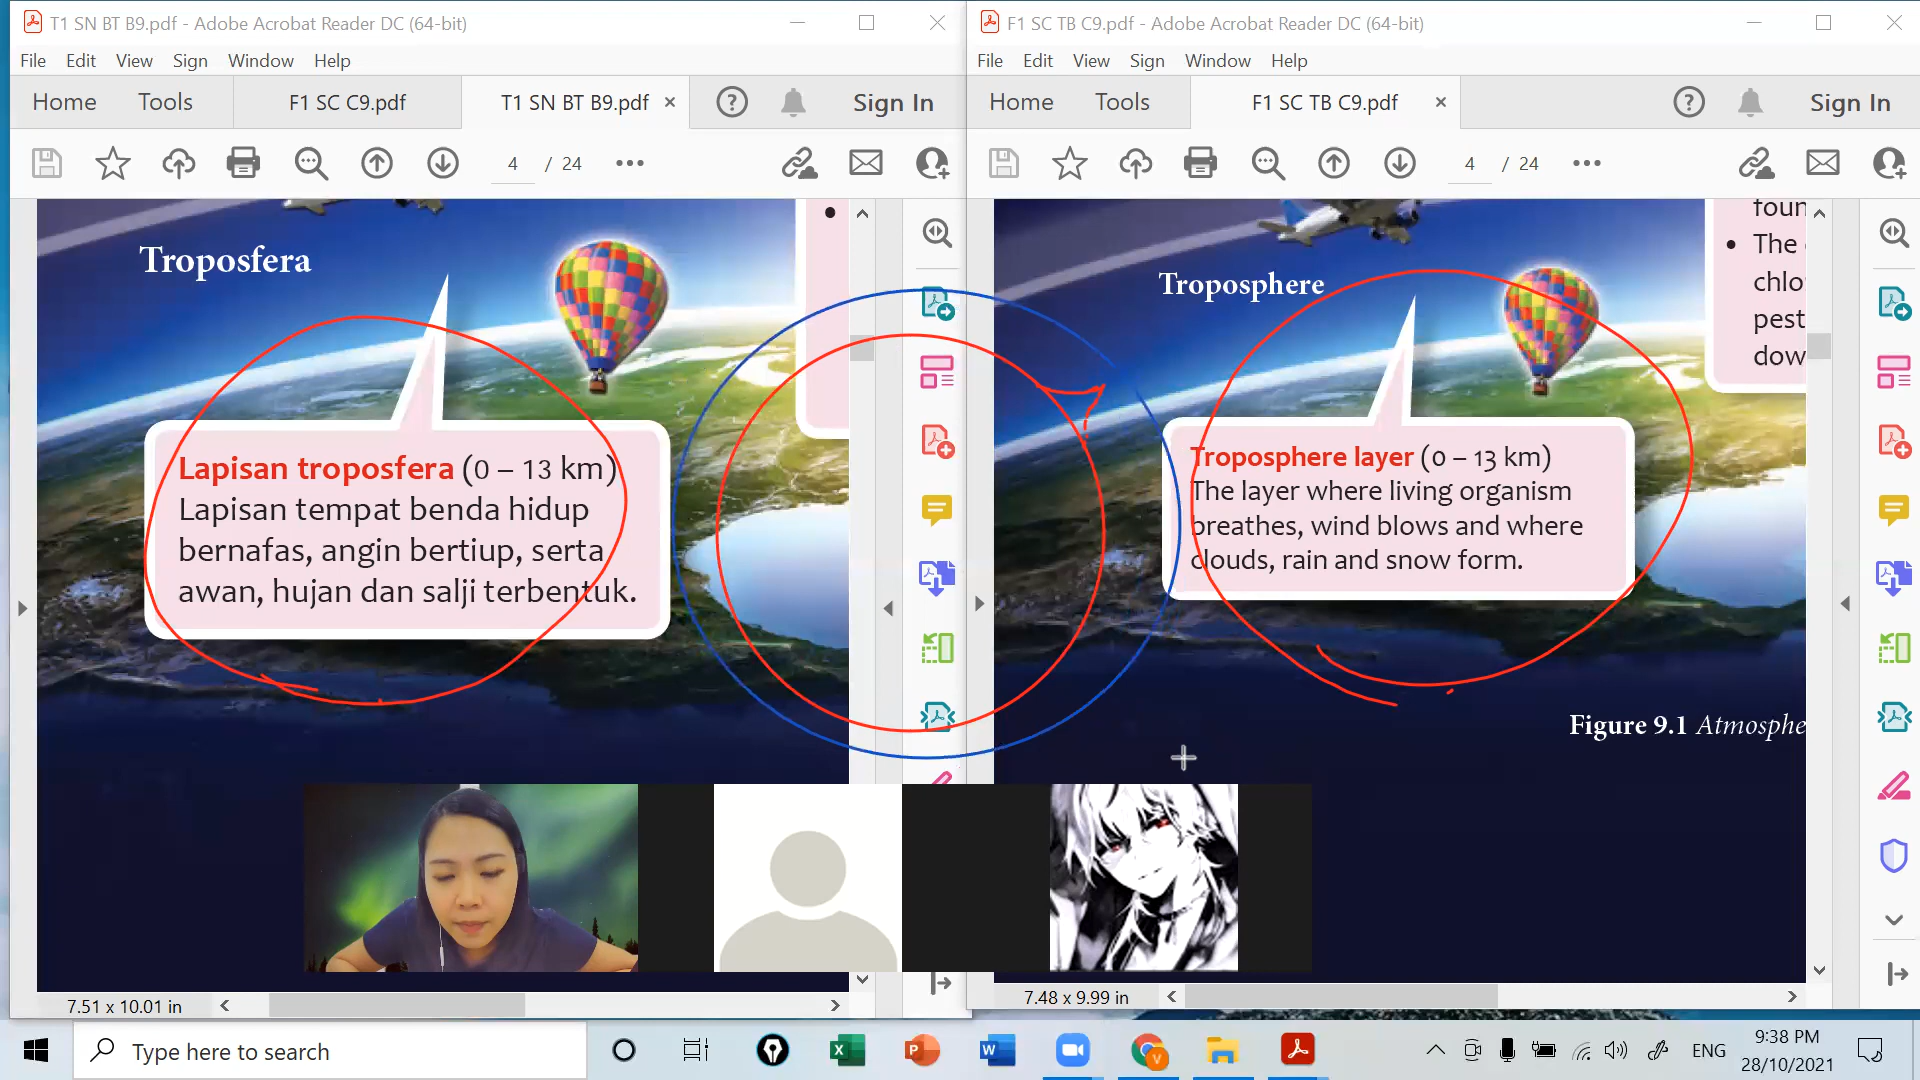 T1 SN BT B9.pdf - Adobe Acrobat Reader DC (64-bit)
File Edit View Sign Window Help
Home Tools F1 SC C9.pdf T1 SN BT B9.pdf × Sign In
4 / 24
Troposfera
Lapisan troposfera (0 – 13 km)
Lapisan tempat benda hidup
bernafas, angin bertiup, serta
awan, hujan dan salji terbentuk.
7.51 x 10.01 in
F1 SC TB C9.pdf - Adobe Acrobat Reader DC (64-bit)
File Edit View Sign Window Help
Home Tools F1 SC TB C9.pdf × Sign In
4 / 24
foun
• The
chlo
pest
dow
Troposphere
Troposphere layer (0 – 13 km)
The layer where living organism
breathes, wind blows and where
clouds, rain and snow form.
Figure 9.1 Atmosphe
7.48 x 9.99 in
Type here to search
ENG
9:38 PM
28/10/2021